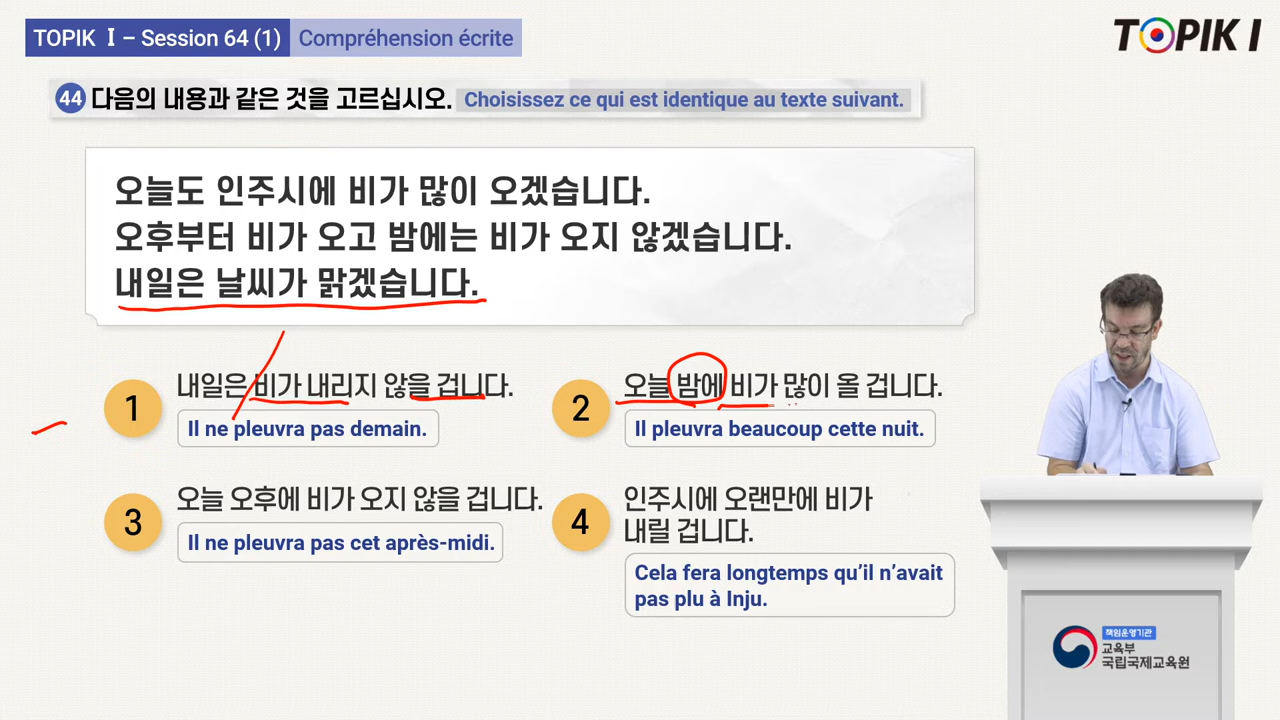 TOPIK Ⅰ – Session 64 (1) Compréhension écrite
TOPIK I
44 다음의 내용과 같은 것을 고르십시오. Choisissez ce qui est identique au texte suivant.
오늘도 인주시에 비가 많이 오겠습니다.
오후부터 비가 오고 밤에는 비가 오지 않겠습니다.
내일은 날씨가 맑겠습니다.
1 내일은 비가 내리지 않을 겁니다.
Il ne pleuvra pas demain.
2 오늘 밤에 비가 많이 올 겁니다.
Il pleuvra beaucoup cette nuit.
3 오늘 오후에 비가 오지 않을 겁니다.
Il ne pleuvra pas cet après-midi.
4 인주시에 오랜만에 비가
내릴 겁니다.
Cela fera longtemps qu’il n’avait
pas plu à Inju.
책임운영기관
교육부
국립국제교육원